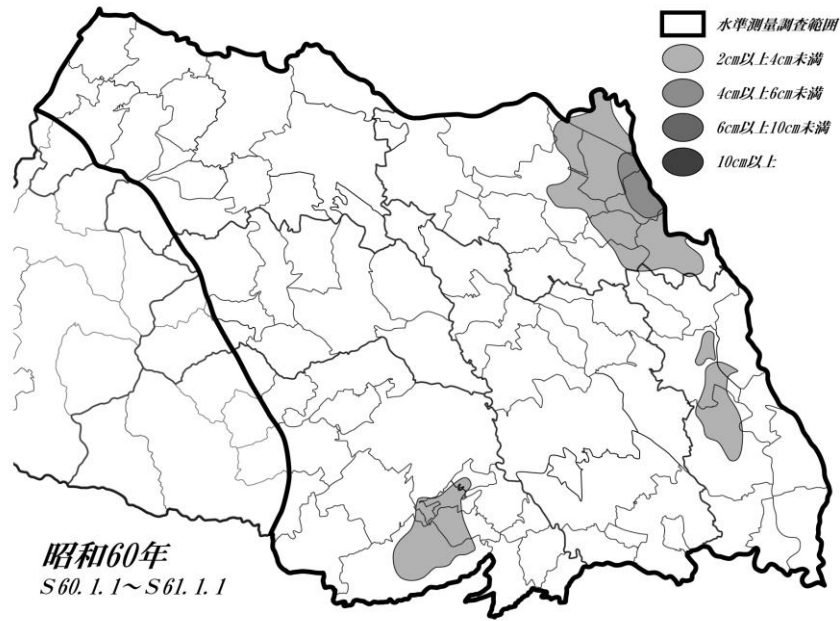 水準測量調査範囲
2cm以上4cm未満
4cm以上6cm未満
6cm以上10cm未満
10cm以上
昭和60年
S60.1.1～S61.1.1